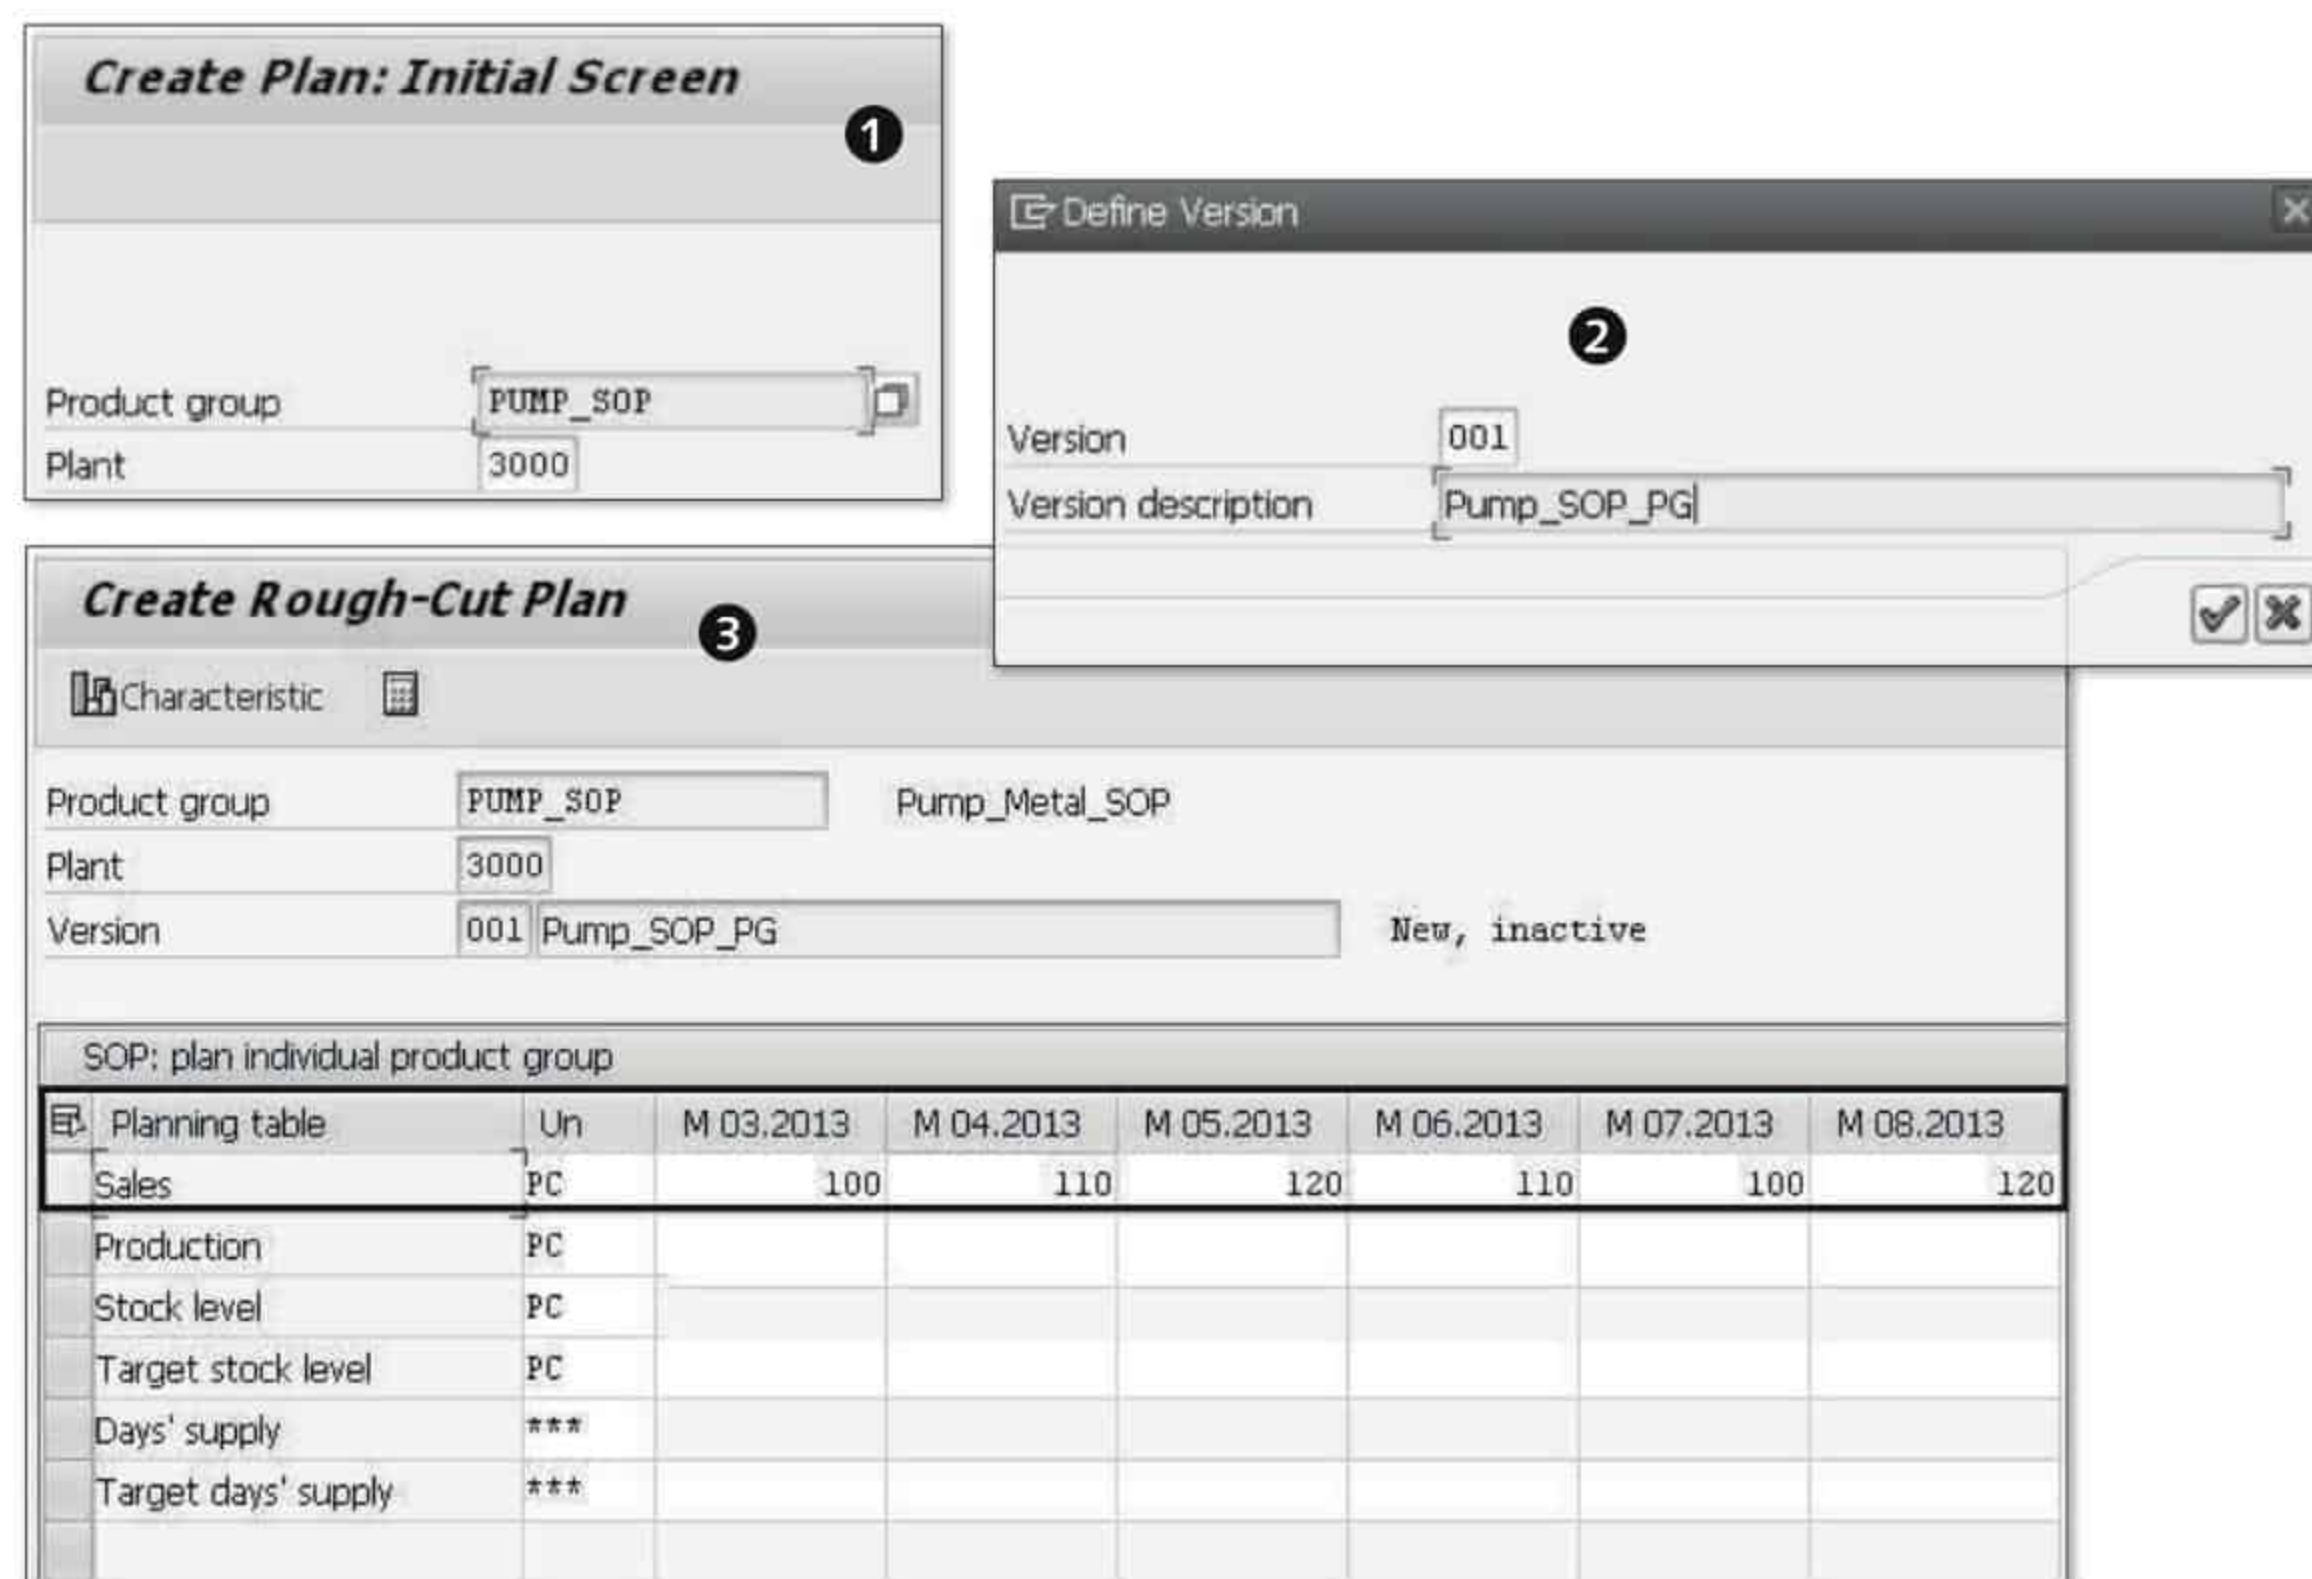 Create Plan: Initial Screen
1
Product group PUMP_SOP
Plant 3000
Define Version
2
Version 001
Version description Pump_SOP_PG
Create Rough-Cut Plan
3
Characteristic
Product group PUMP_SOP Pump_Metal_SOP
Plant 3000
Version 001 Pump_SOP_PG New, inactive
SOP: plan individual product group
Planning table Un M 03.2013 M 04.2013 M 05.2013 M 06.2013 M 07.2013 M 08.2013
Sales PC 100 110 120 110 100 120
Production PC
Stock level PC
Target stock level PC
Days' supply ***
Target days' supply ***